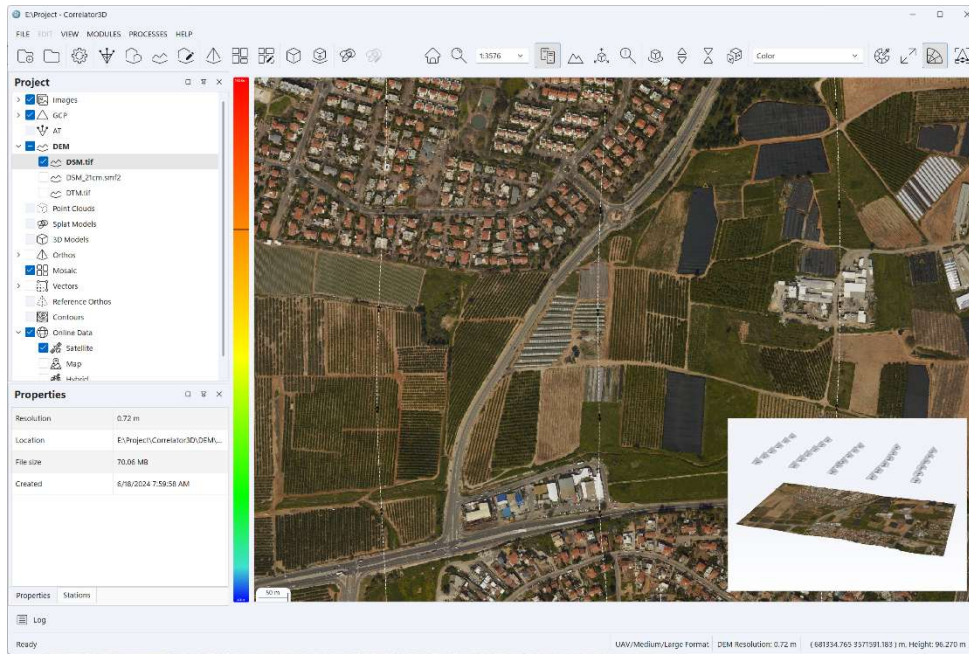 E:\Project - Correlator3D
FILE EDIT VIEW MODULES PROCESSES HELP
1:3576
Color
Project
Images
GCP
AT
DEM
DSM.tif
DSM_21cm.smf2
DTM.tif
Point Clouds
Splat Models
3D Models
Orthos
Mosaic
Vectors
Reference Orthos
Contours
Online Data
Satellite
Map
Hybrid
Properties
Resolution 0.72 m
Location E:\Project\Correlator3D\DEM\...
File size 70.06 MB
Created 6/18/2024 7:59:58 AM
50 m
Properties Stations
Log
Ready UAV/Medium/Large Format DEM Resolution: 0.72 m ( 681334.765 3571591.183 ) m, Height: 96.270 m